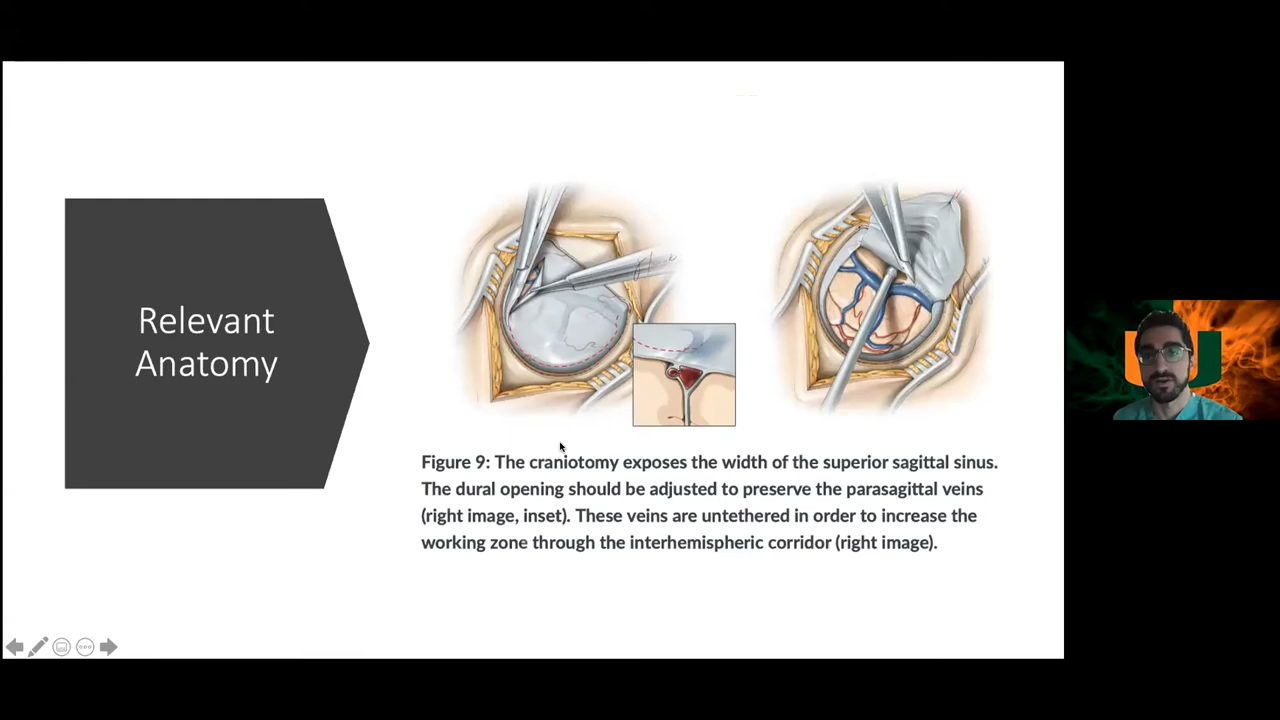 Relevant
Anatomy
Figure 9: The craniotomy exposes the width of the superior sagittal sinus.
The dural opening should be adjusted to preserve the parasagittal veins
(right image, inset). These veins are untethered in order to increase the
working zone through the interhemispheric corridor (right image).
U